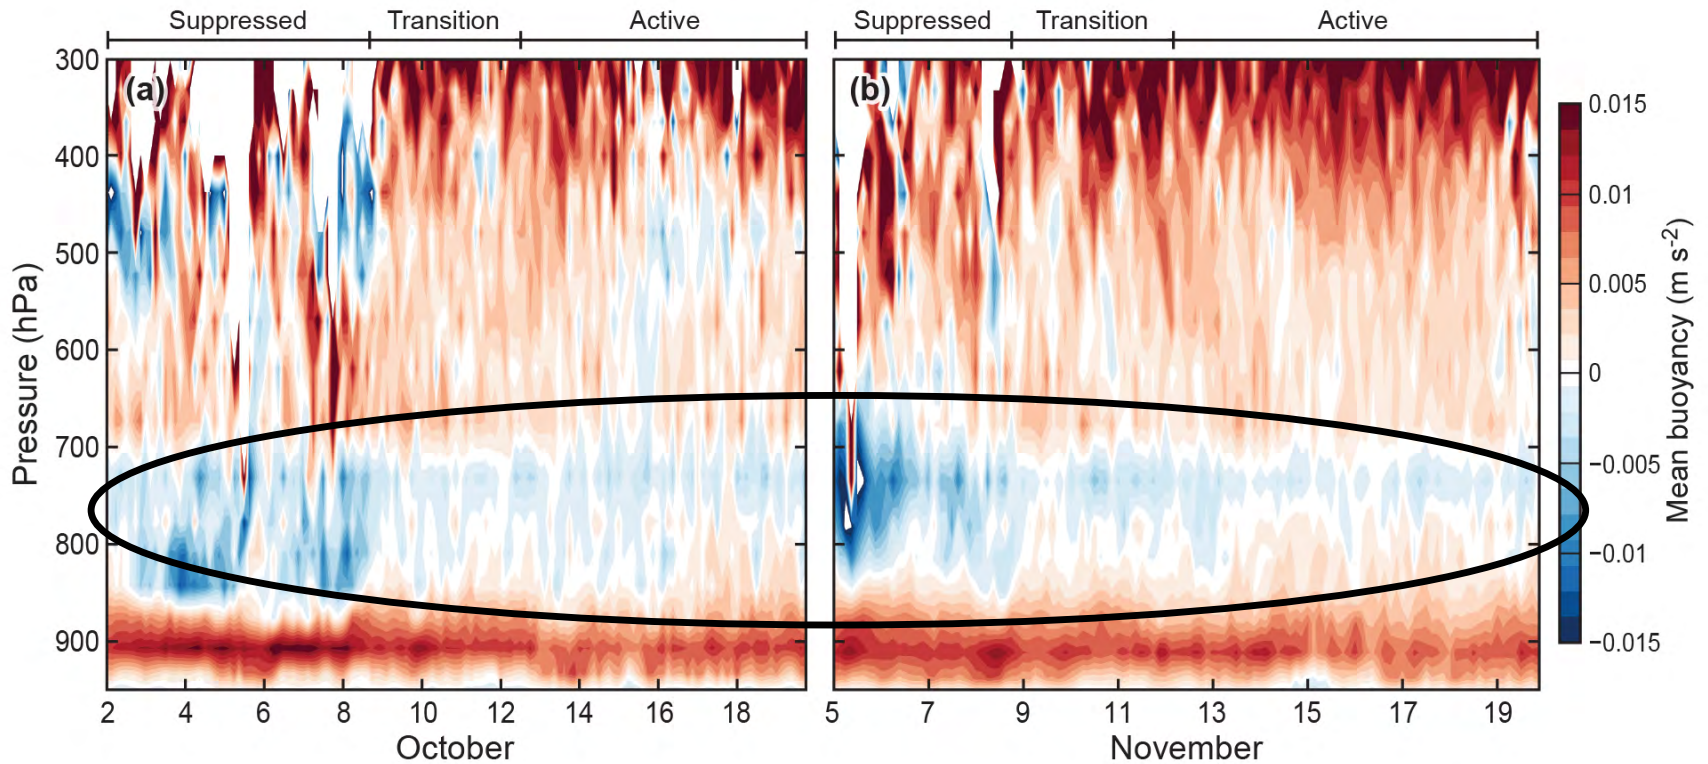 Suppressed Transition Active Suppressed Transition Active
(a) (b)
300
400
500
600
700
800
900
Pressure (hPa)
2 4 6 8 10 12 14 16 18
October
5 7 9 11 13 15 17 19
November
0.015
0.01
0.005
0
−0.005
−0.01
−0.015
Mean buoyancy (m s⁻²)